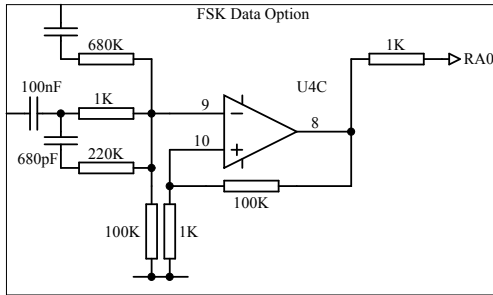 FSK Data Option
680K
1K
RA0
100nF
1K
U4C
9
8
10
680pF
220K
100K
100K
1K